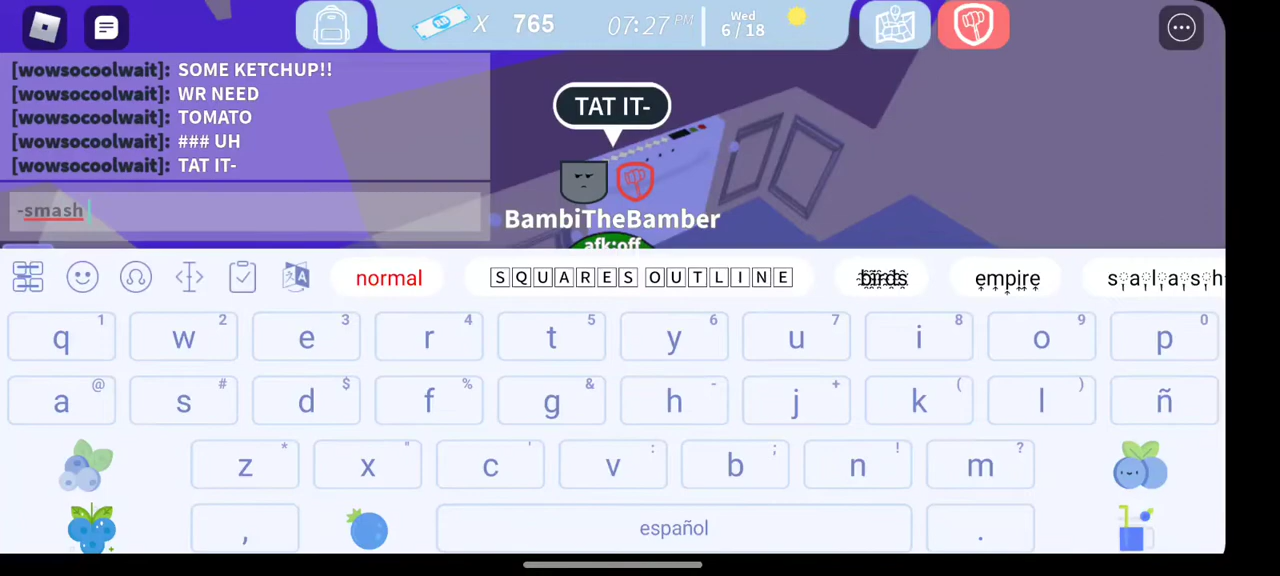 X 765 07:27 PM Wed 6/18
[wowsocoolwait]: SOME KETCHUP!!
[wowsocoolwait]: WR NEED
[wowsocoolwait]: TOMATO
[wowsocoolwait]: ### UH
[wowsocoolwait]: TAT IT-
-smash
TAT IT-
BambiTheBamber
afk:off
normal SQUARES OUTLINE birds empire salash
1 2 3 4 5 6 7 8 9 0
q w e r t y u i o p
@ # $ % & - + ( )
a s d f g h j k l ñ
* " ' : ; ! ?
z x c v b n m
, español .